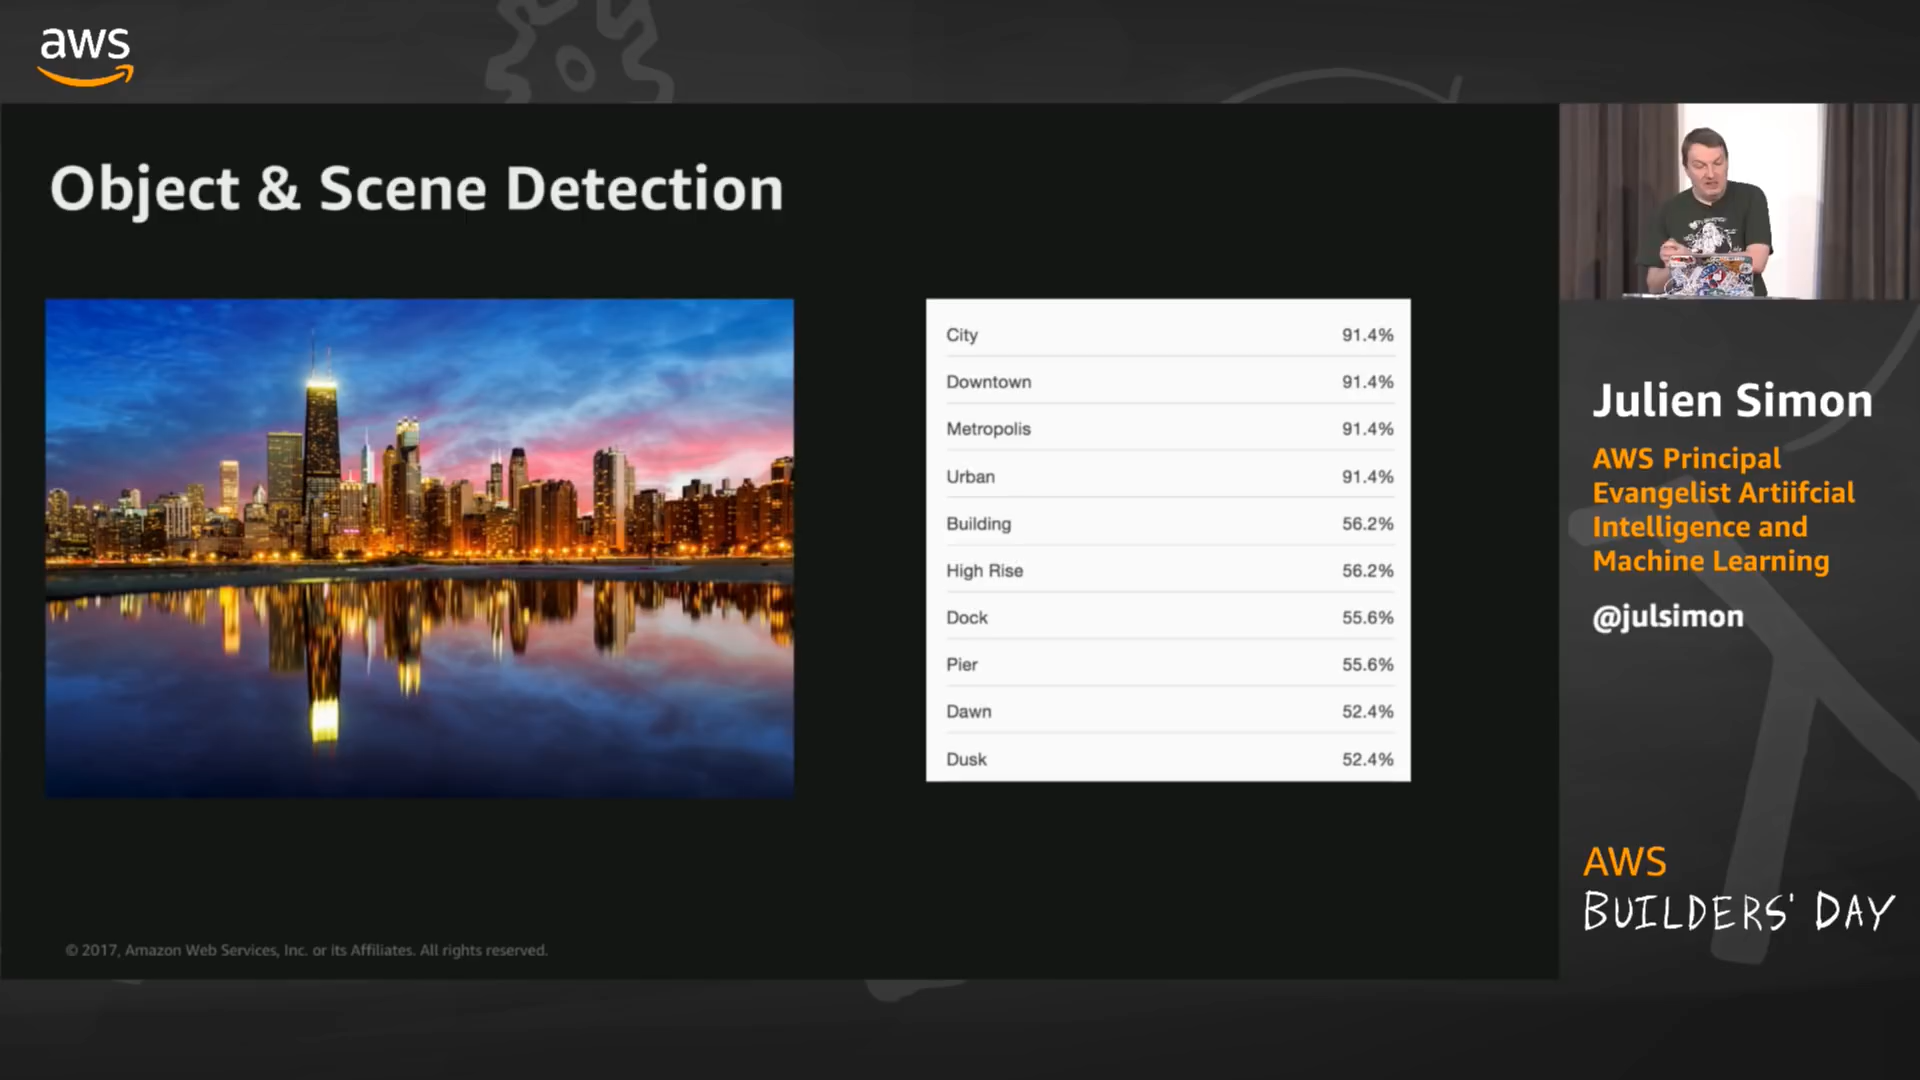 aws
Object & Scene Detection
City 91.4%
Downtown 91.4%
Metropolis 91.4%
Urban 91.4%
Building 56.2%
High Rise 56.2%
Dock 55.6%
Pier 55.6%
Dawn 52.4%
Dusk 52.4%
© 2017, Amazon Web Services, Inc. or its Affiliates. All rights reserved.
Julien Simon
AWS Principal
Evangelist Artiifcial
Intelligence and
Machine Learning
@julsimon
AWS
BUILDERS' DAY